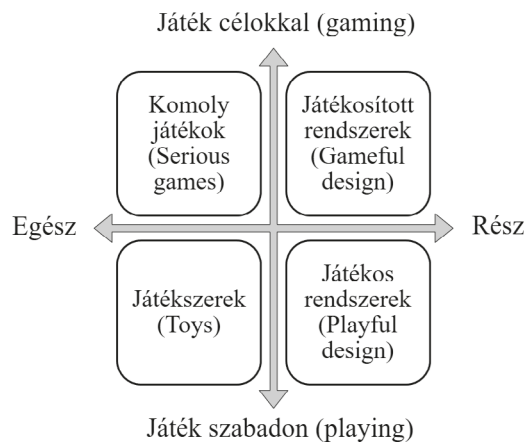 Játék célokkal (gaming)
Komoly
játékok
(Serious
games)
Játékosított
rendszerek
(Gameful
design)
Egész
Rész
Játékszerek
(Toys)
Játékos
rendszerek
(Playful
design)
Játék szabadon (playing)